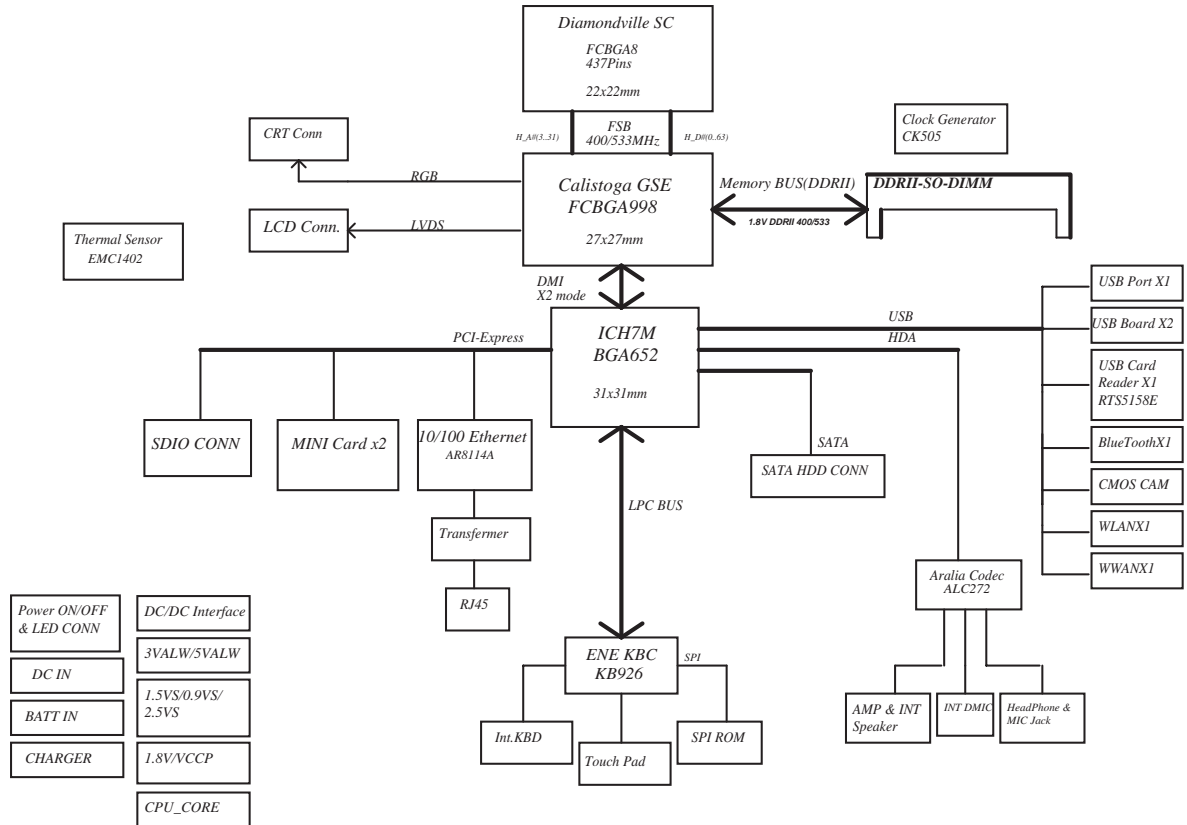 Diamondville SC
FCBGA8
437Pins
22x22mm
H_A#(3..31)
FSB
400/533MHz
H_D#(0..63)
Clock Generator
CK505
CRT Conn
RGB
Calistoga GSE
FCBGA998
27x27mm
Memory BUS(DDRII)
1.8V DDRII 400/533
DDRII-SO-DIMM
LCD Conn.
LVDS
Thermal Sensor
EMC1402
DMI
X2 mode
ICH7M
BGA652
31x31mm
PCI-Express
USB
HDA
SATA
SATA HDD CONN
USB Port X1
USB Board X2
USB Card
Reader X1
RTS5158E
BlueToothX1
CMOS CAM
WLANX1
WWANX1
SDIO CONN
MINI Card x2
10/100 Ethernet
AR8114A
Transfermer
RJ45
LPC BUS
Aralia Codec
ALC272
AMP & INT
Speaker
INT DMIC
HeadPhone &
MIC Jack
ENE KBC
KB926
SPI
Int.KBD
Touch Pad
SPI ROM
Power ON/OFF
& LED CONN
DC IN
BATT IN
CHARGER
DC/DC Interface
3VALW/5VALW
1.5VS/0.9VS/
2.5VS
1.8V/VCCP
CPU_CORE